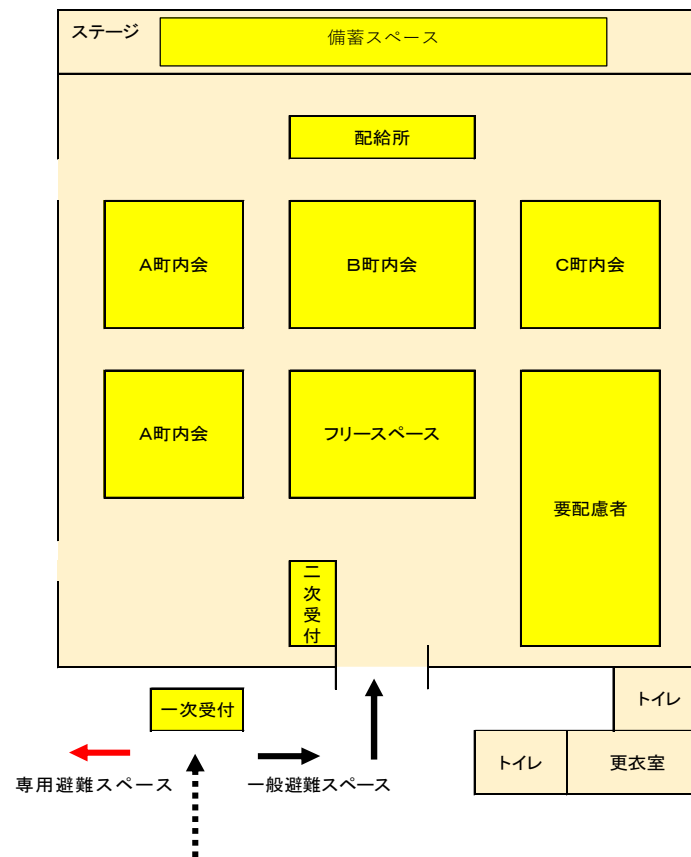 ステージ
備蓄スペース
配給所
A町内会
B町内会
C町内会
A町内会
フリースペース
要配慮者
二次受付
一次受付
トイレ
専用避難スペース
一般避難スペース
トイレ
更衣室